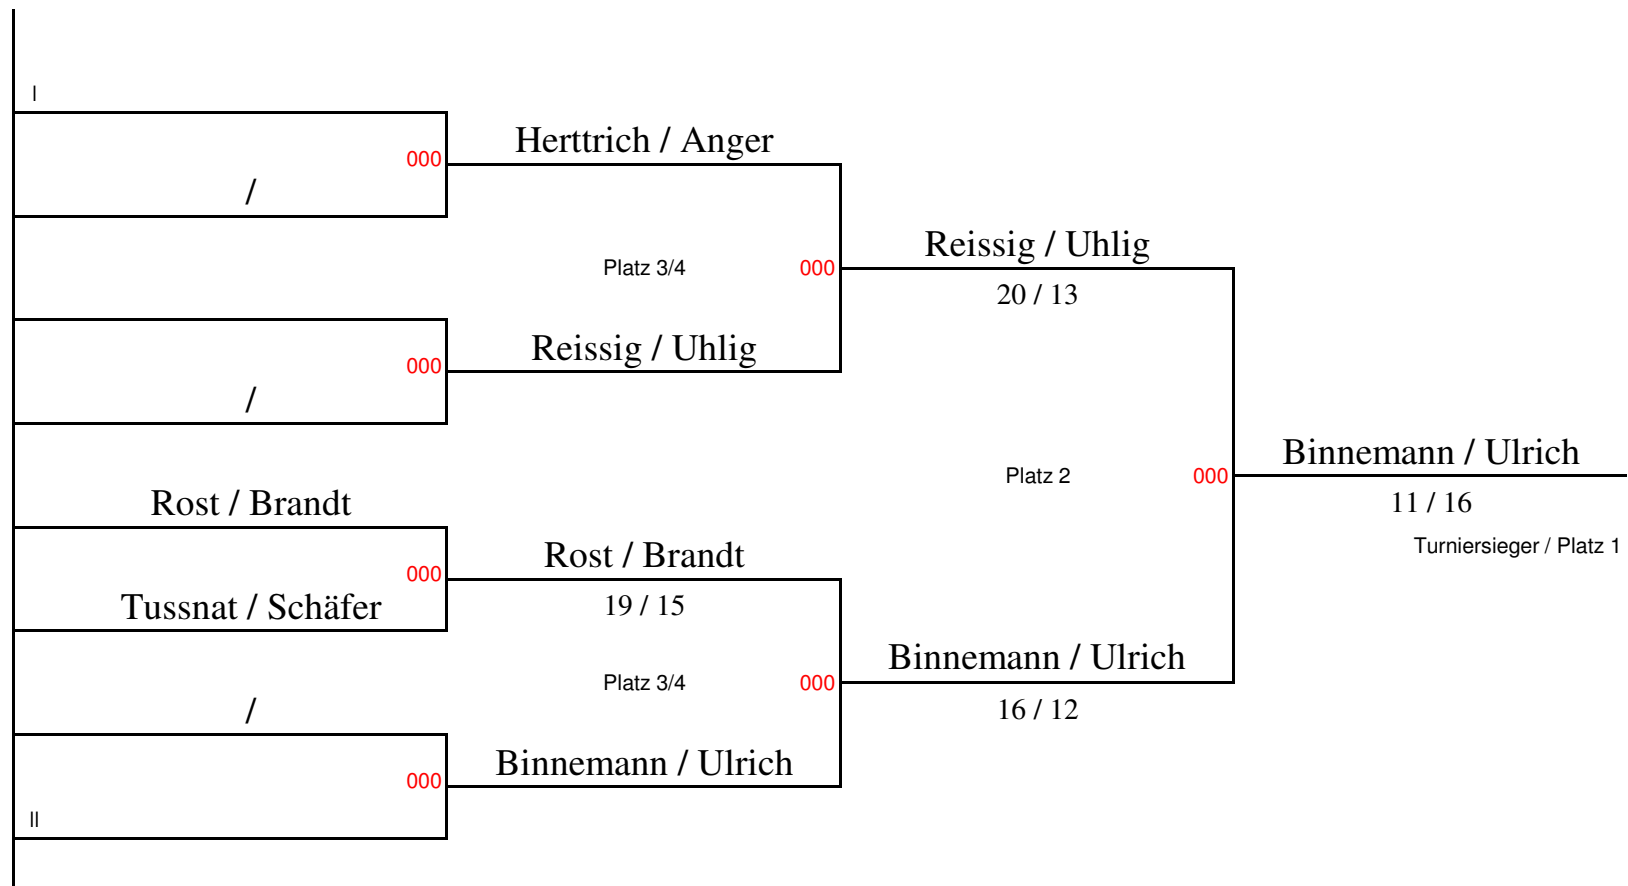 I
Herttrich / Anger
000
/
Reissig / Uhlig
Platz 3/4
000
20 / 13
Reissig / Uhlig
000
/
Binnemann / Ulrich
Platz 2
000
11 / 16
Rost / Brandt
Turniersieger / Platz 1
Rost / Brandt
000
Tussnat / Schäfer
19 / 15
Binnemann / Ulrich
Platz 3/4
000
/
16 / 12
Binnemann / Ulrich
000
II